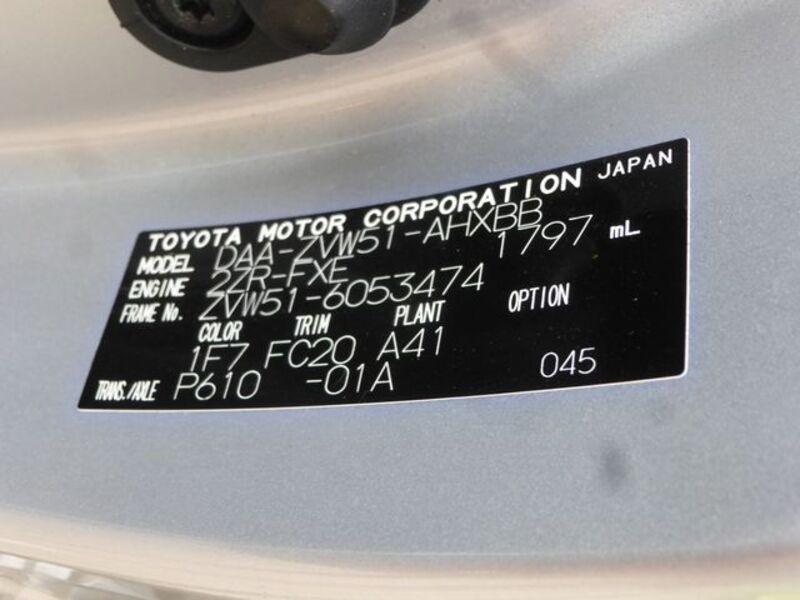 TOYOTA MOTOR CORPORATION JAPAN
MODEL DAA-ZVW51-AHXBB
ENGINE 2ZR-FXE 1797 mL
FRAME No. ZVW51-6053474
COLOR TRIM PLANT OPTION
1F7 FC20 A41
TRANS./AXLE P610 -01A 045